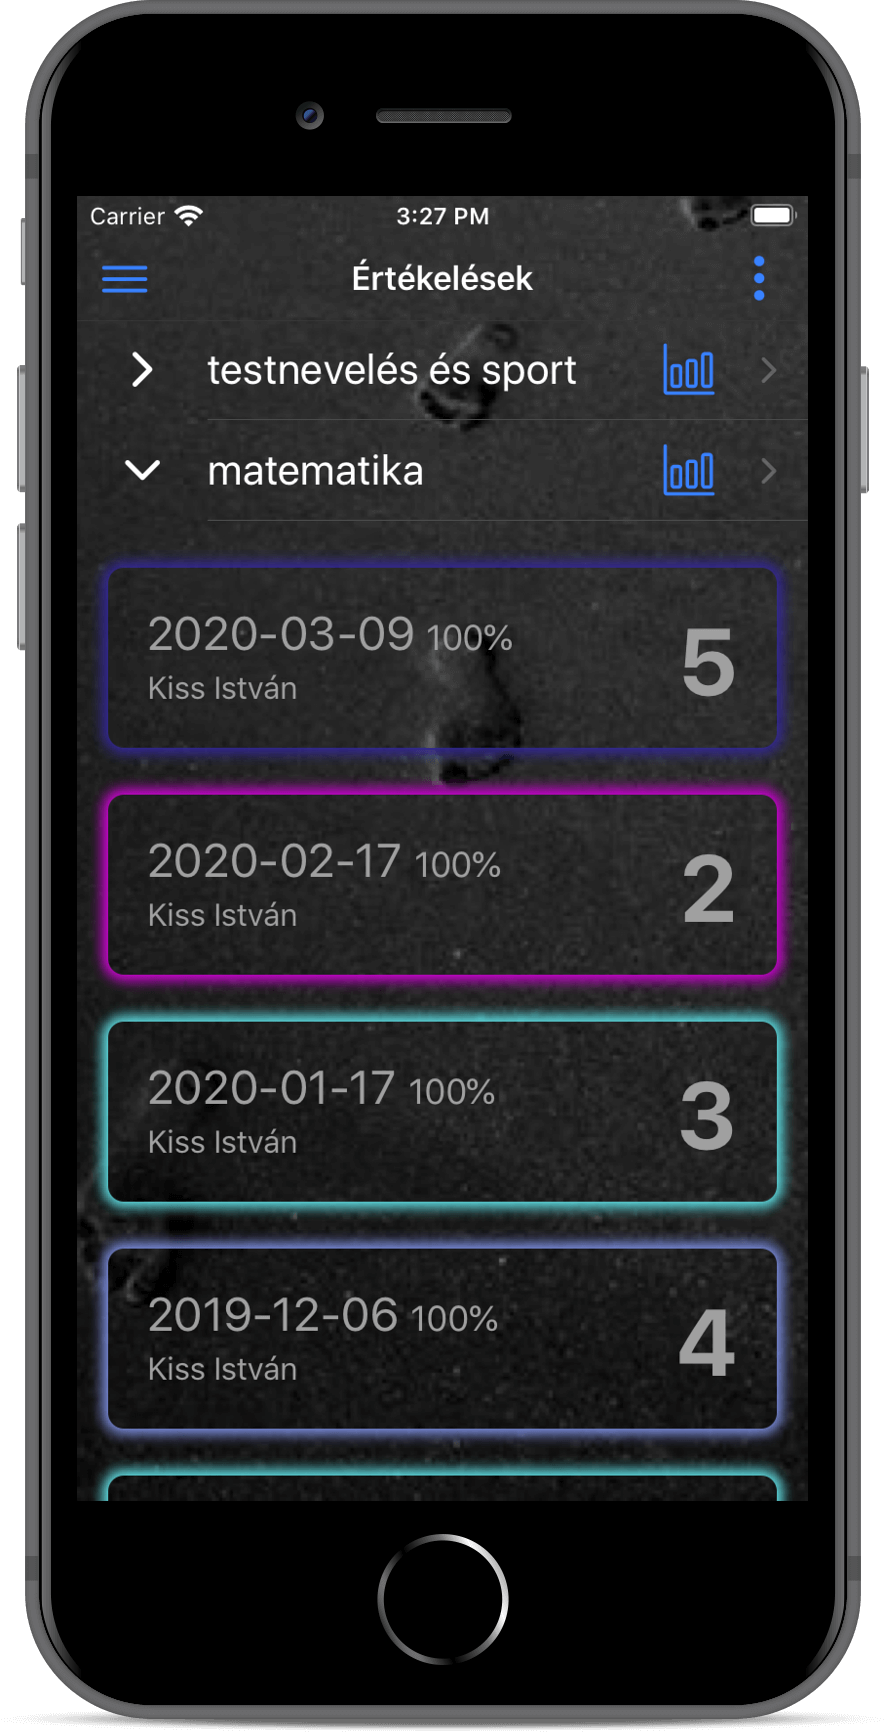 Carrier 3:27 PM
Értékelések
testnevelés és sport
matematika
2020-03-09 100%
Kiss István
5
2020-02-17 100%
Kiss István
2
2020-01-17 100%
Kiss István
3
2019-12-06 100%
Kiss István
4